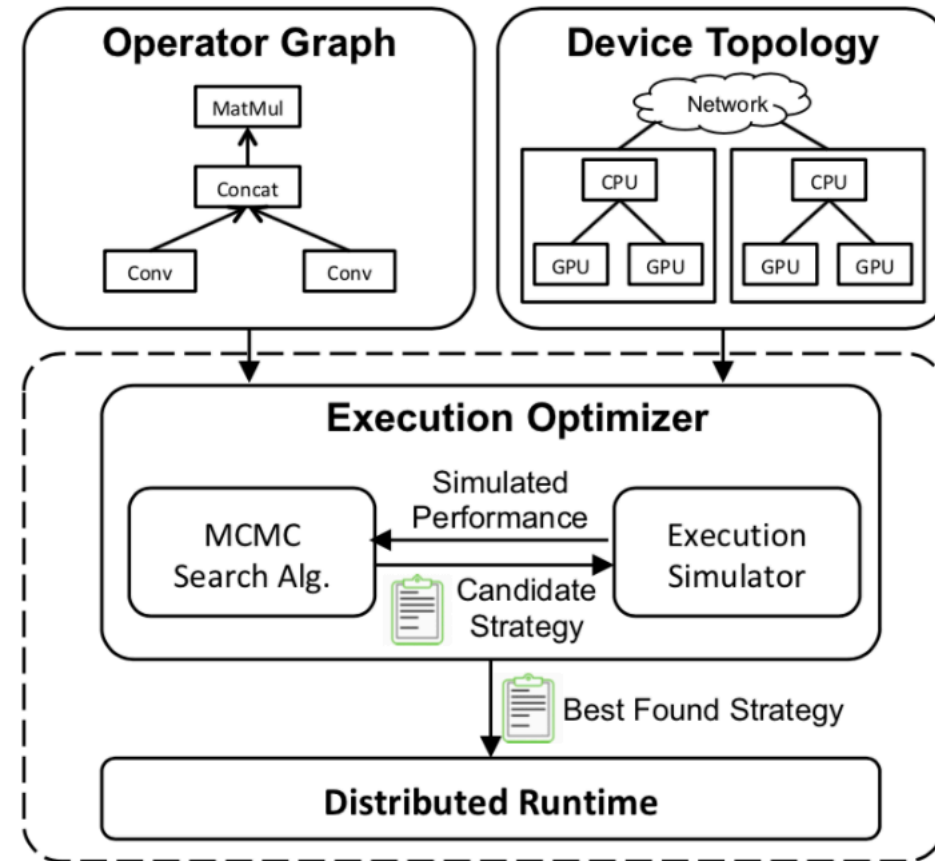 Operator Graph
MatMul
Concat
Conv
Conv
Device Topology
Network
CPU
GPU
GPU
CPU
GPU
GPU
Execution Optimizer
MCMC
Search Alg.
Simulated
Performance
Candidate
Strategy
Execution
Simulator
Best Found Strategy
Distributed Runtime